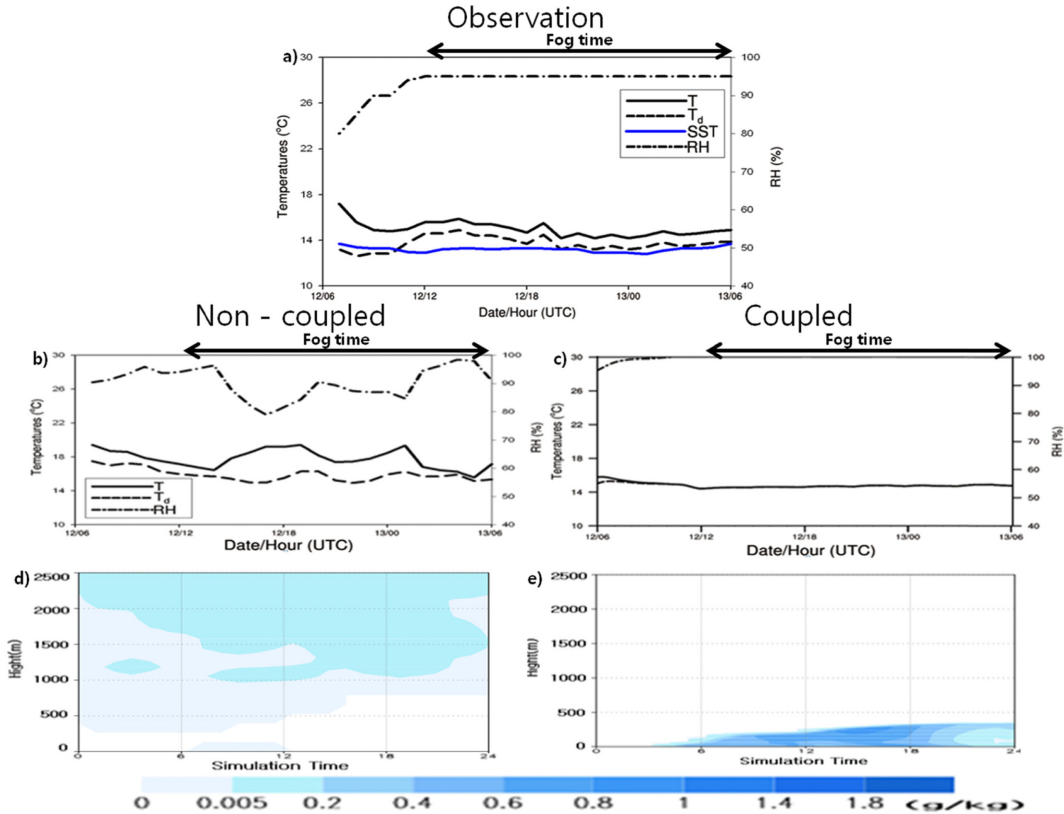 Observation
Fog time
a)
30
26
22
18
14
10
Temperatures (°C)
100
90
80
70
60
50
40
RH (%)
T
Td
SST
RH
12/06 12/12 12/18 13/00 13/06
Date/Hour (UTC)
Non - coupled
Fog time
b)
30
26
22
18
14
10
Temperatures (°C)
100
90
80
70
60
50
40
RH (%)
T
Td
RH
12/06 12/12 12/18 13/00 13/06
Date/Hour (UTC)
Coupled
Fog time
c)
30
26
22
18
14
10
Temperatures (°C)
100
90
80
70
60
50
40
RH (%)
12/06 12/12 12/18 13/00 13/06
Date/Hour (UTC)
d)
2500
2000
1500
1000
500
0
Hight(m)
0 6 12 18 24
Simulation Time
e)
2500
2000
1500
1000
500
0
Hight(m)
0 6 12 18 24
Simulation Time
0 0.005 0.2 0.4 0.6 0.8 1 1.4 1.8 (g/kg)